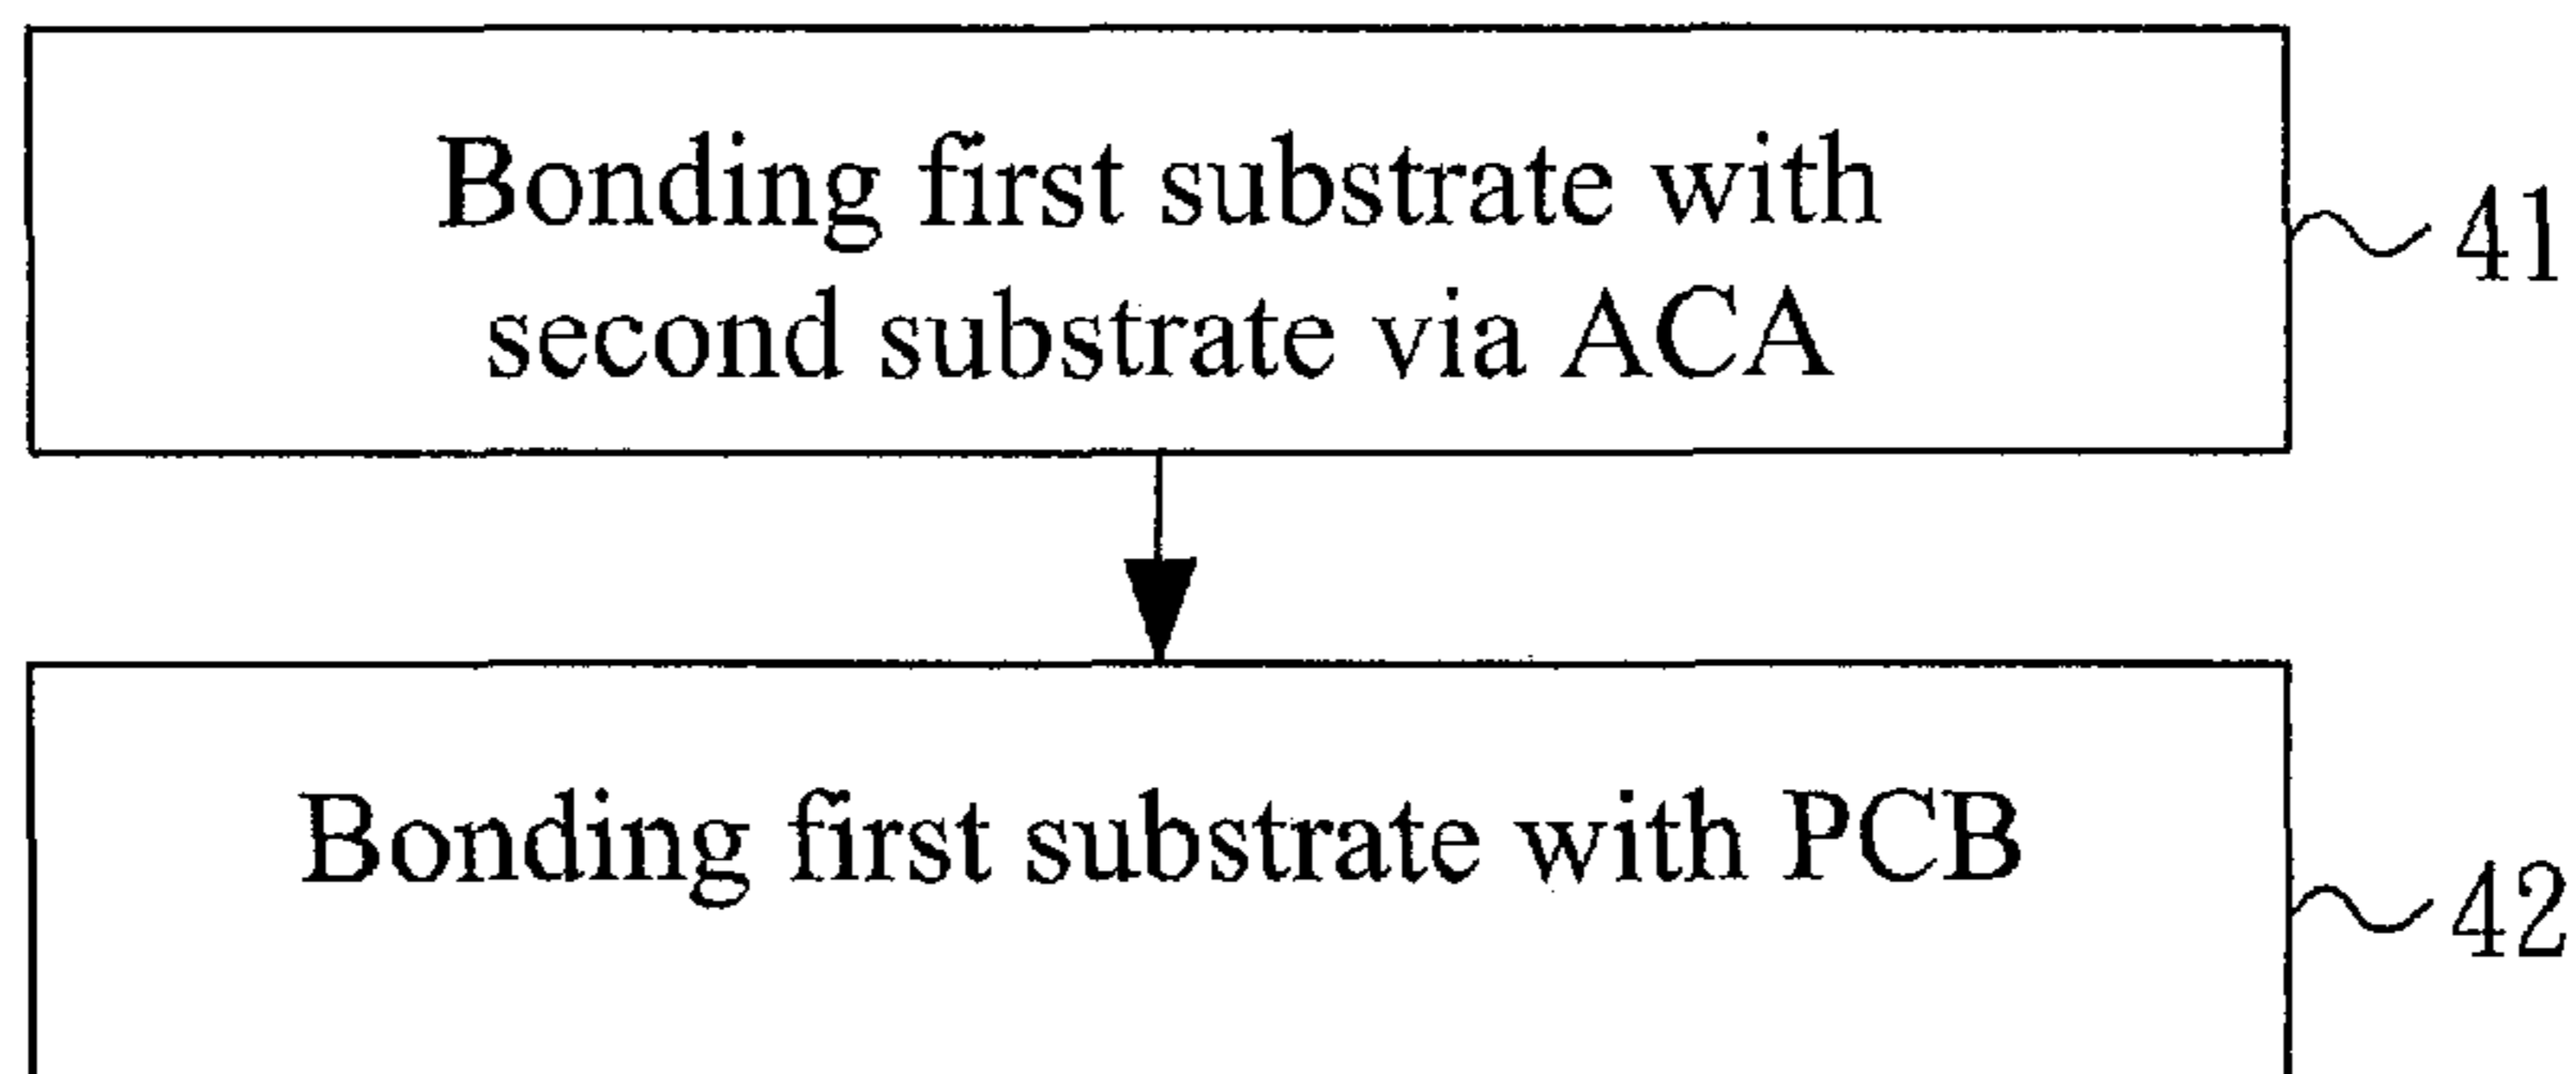 Bonding first substrate with
second substrate via ACA
41
Bonding first substrate with PCB
42